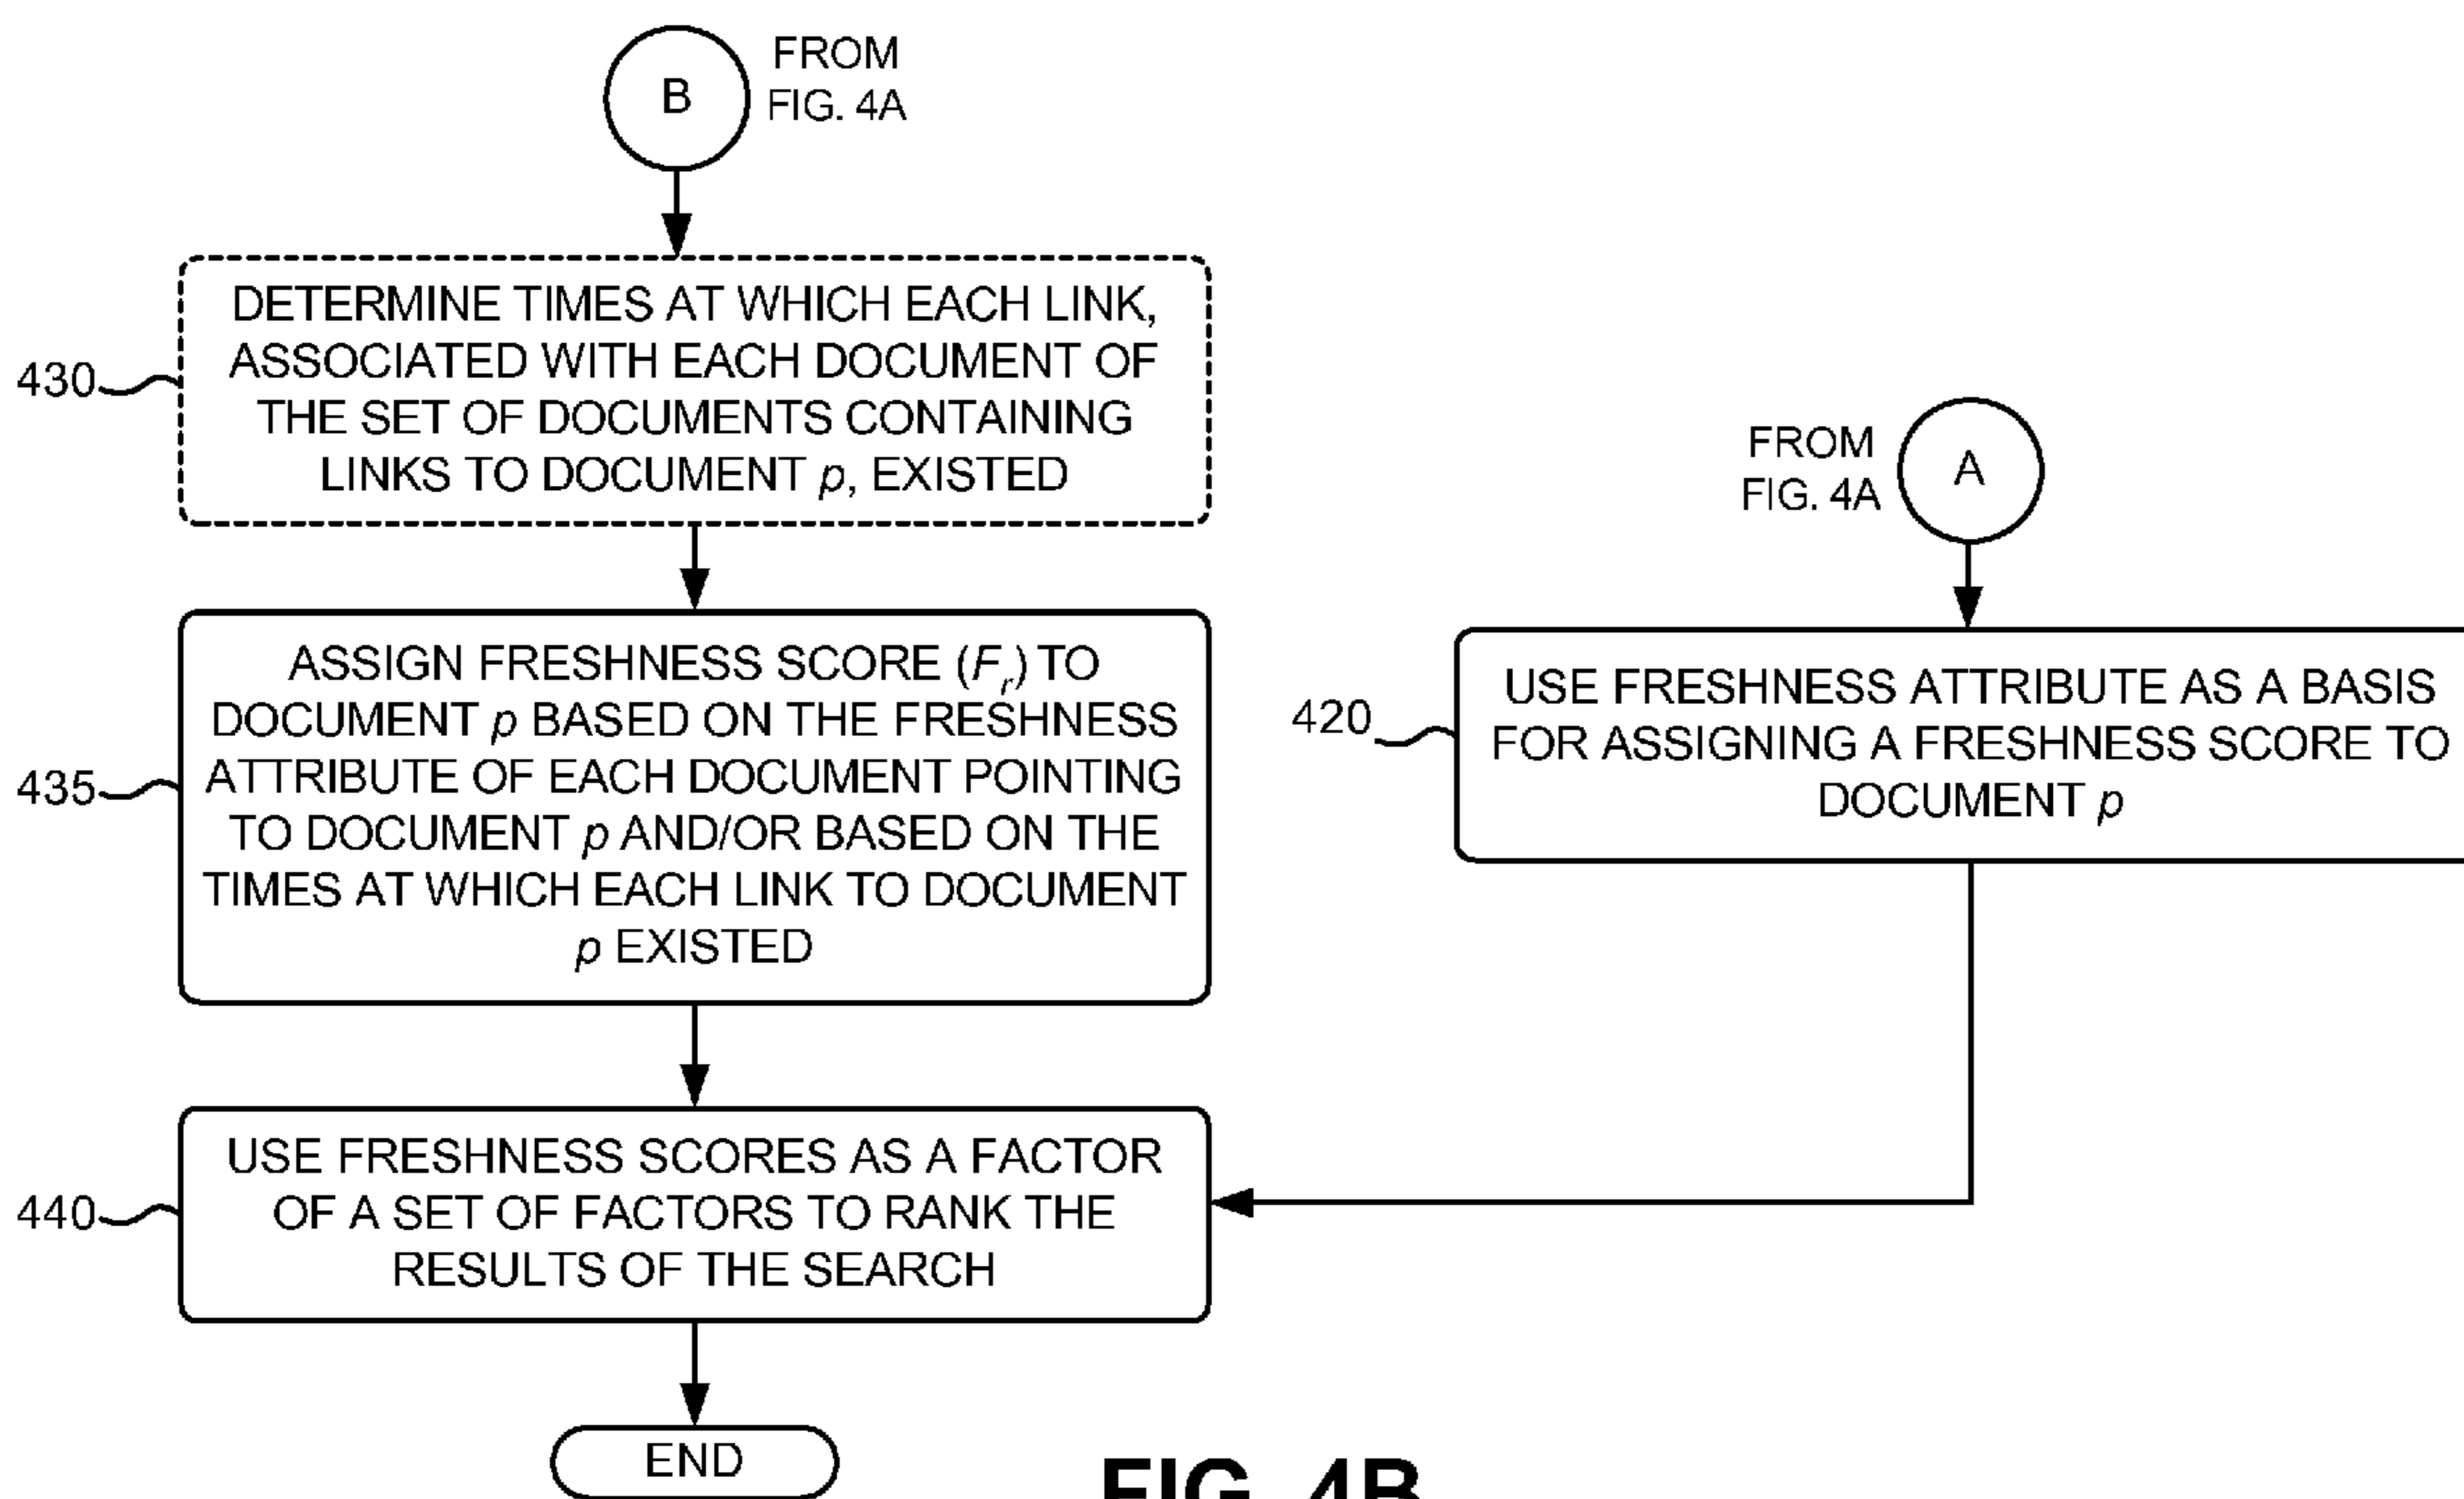 B
FROM
FIG. 4A
DETERMINE TIMES AT WHICH EACH LINK,
ASSOCIATED WITH EACH DOCUMENT OF
THE SET OF DOCUMENTS CONTAINING
LINKS TO DOCUMENT p, EXISTED
430
FROM
FIG. 4A
A
ASSIGN FRESHNESS SCORE (Fr) TO
DOCUMENT p BASED ON THE FRESHNESS
ATTRIBUTE OF EACH DOCUMENT POINTING
TO DOCUMENT p AND/OR BASED ON THE
TIMES AT WHICH EACH LINK TO DOCUMENT
p EXISTED
435
USE FRESHNESS ATTRIBUTE AS A BASIS
FOR ASSIGNING A FRESHNESS SCORE TO
DOCUMENT p
420
USE FRESHNESS SCORES AS A FACTOR
OF A SET OF FACTORS TO RANK THE
RESULTS OF THE SEARCH
440
END
FIG. 4B